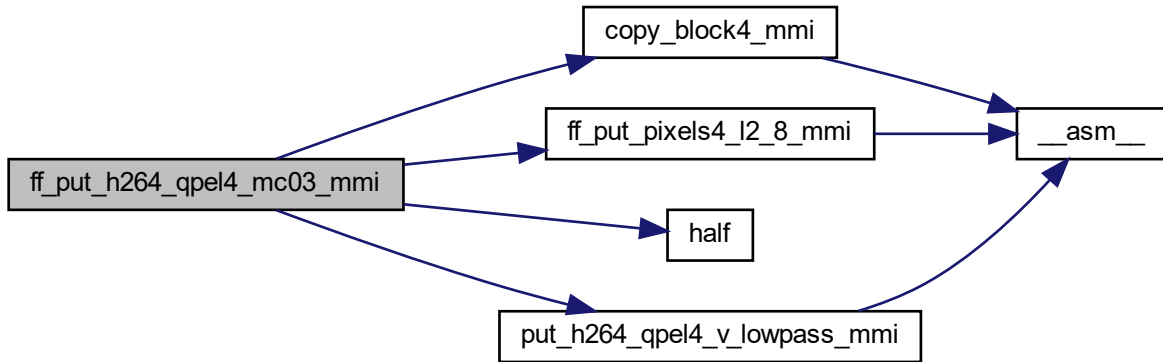 copy_block4_mmi
ff_put_pixels4_l2_8_mmi
__asm__
ff_put_h264_qpel4_mc03_mmi
half
put_h264_qpel4_v_lowpass_mmi